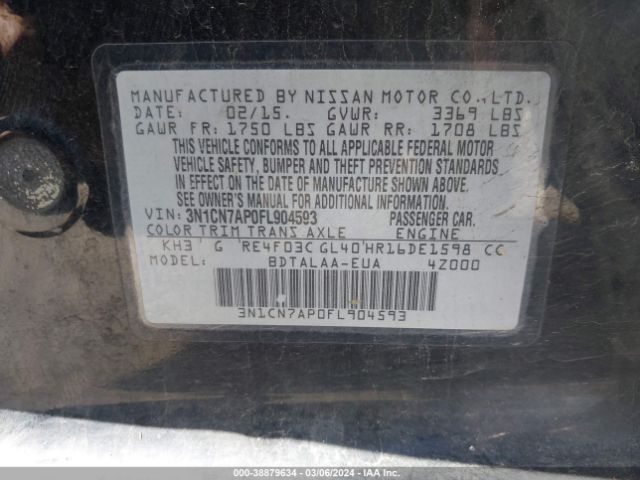 MANUFACTURED BY NISSAN MOTOR CO., LTD.
DATE: 02/15. GVWR: 3369 LBS
GAWR FR: 1750 LBS GAWR RR: 1708 LBS
THIS VEHICLE CONFORMS TO ALL APPLICABLE FEDERAL MOTOR
VEHICLE SAFETY, BUMPER AND THEFT PREVENTION STANDARDS
IN EFFECT ON THE DATE OF MANUFACTURE SHOWN ABOVE.
SEE OWNER'S MANUAL FOR ADDITIONAL INFORMATION.
VIN: 3N1CN7AP0FL904593 PASSENGER CAR.
COLOR TRIM TRANS AXLE ENGINE
KH3 G RE4F03C GL40 HR16DE1598 CC
MODEL: BDTALAA-EUA 4Z000
3N1CN7AP0FL904593
000-38879634 - 03/06/2024 - IAA Inc.